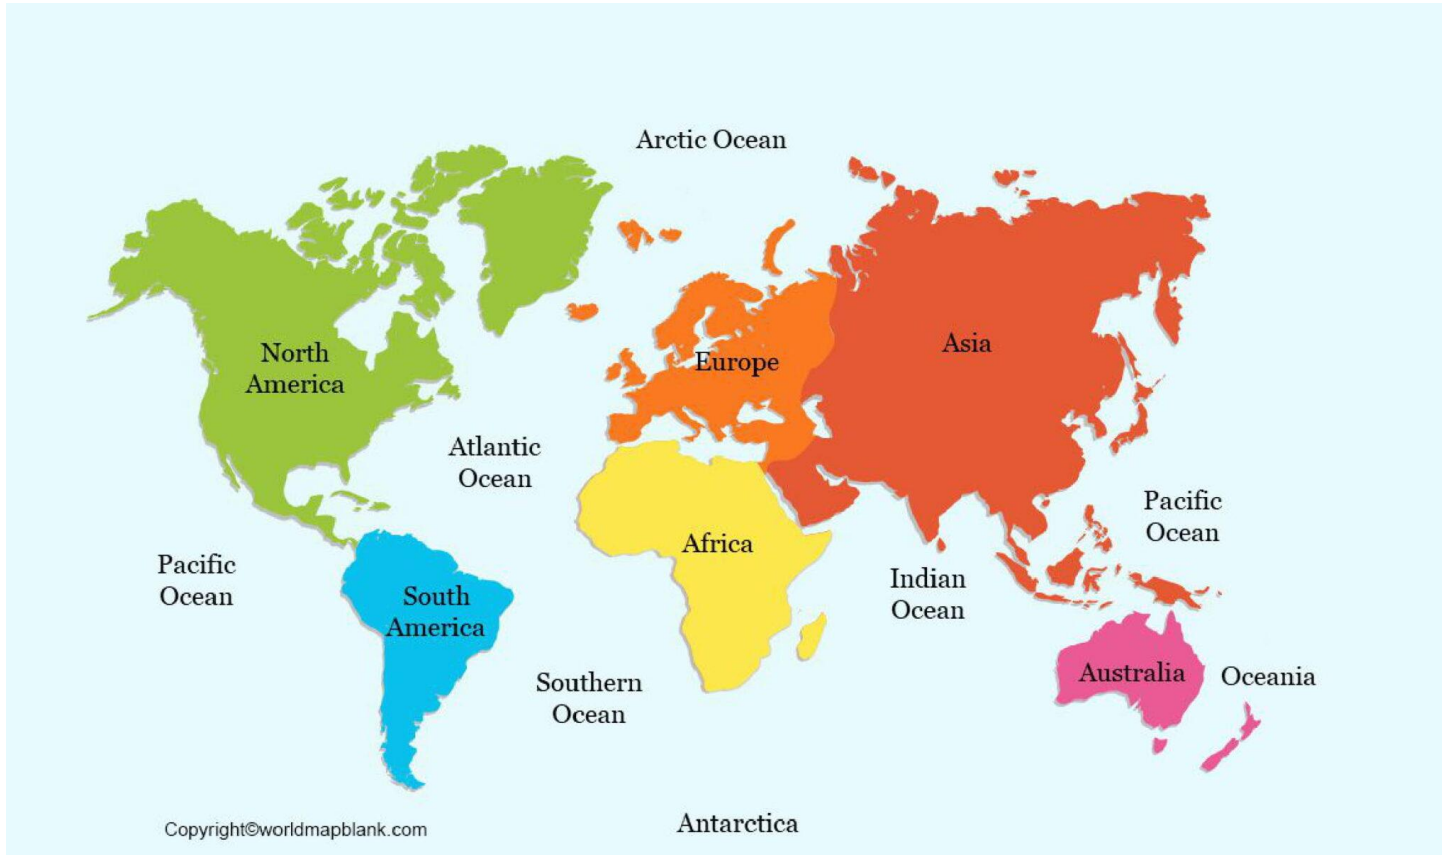 Arctic Ocean
North
America
Europe
Asia
Atlantic
Ocean
Pacific
Ocean
Africa
Pacific
Ocean
Indian
Ocean
South
America
Southern
Ocean
Australia
Oceania
Antarctica
Copyright©worldmapblank.com